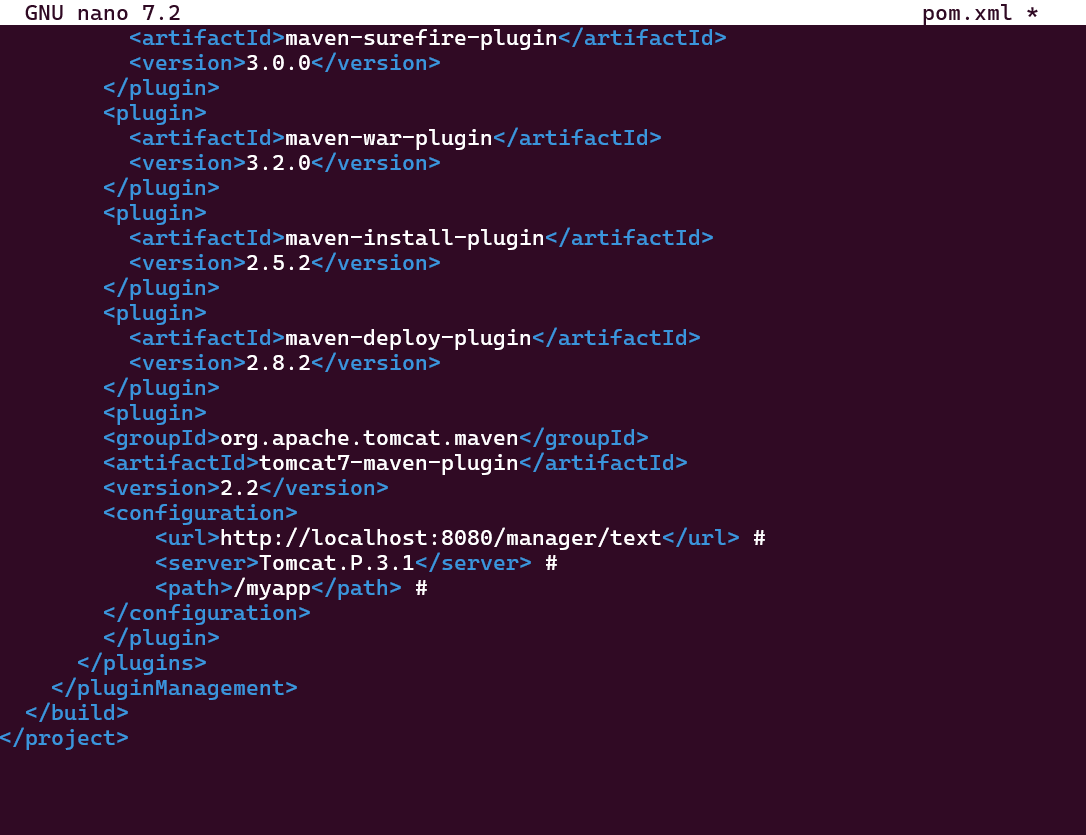 GNU nano 7.2 pom.xml *
<artifactId>maven-surefire-plugin</artifactId>
<version>3.0.0</version>
</plugin>
<plugin>
<artifactId>maven-war-plugin</artifactId>
<version>3.2.0</version>
</plugin>
<plugin>
<artifactId>maven-install-plugin</artifactId>
<version>2.5.2</version>
</plugin>
<plugin>
<artifactId>maven-deploy-plugin</artifactId>
<version>2.8.2</version>
</plugin>
<plugin>
<groupId>org.apache.tomcat.maven</groupId>
<artifactId>tomcat7-maven-plugin</artifactId>
<version>2.2</version>
<configuration>
<url>http://localhost:8080/manager/text</url> #
<server>Tomcat.P.3.1</server> #
<path>/myapp</path> #
</configuration>
</plugin>
</plugins>
</pluginManagement>
</build>
</project>